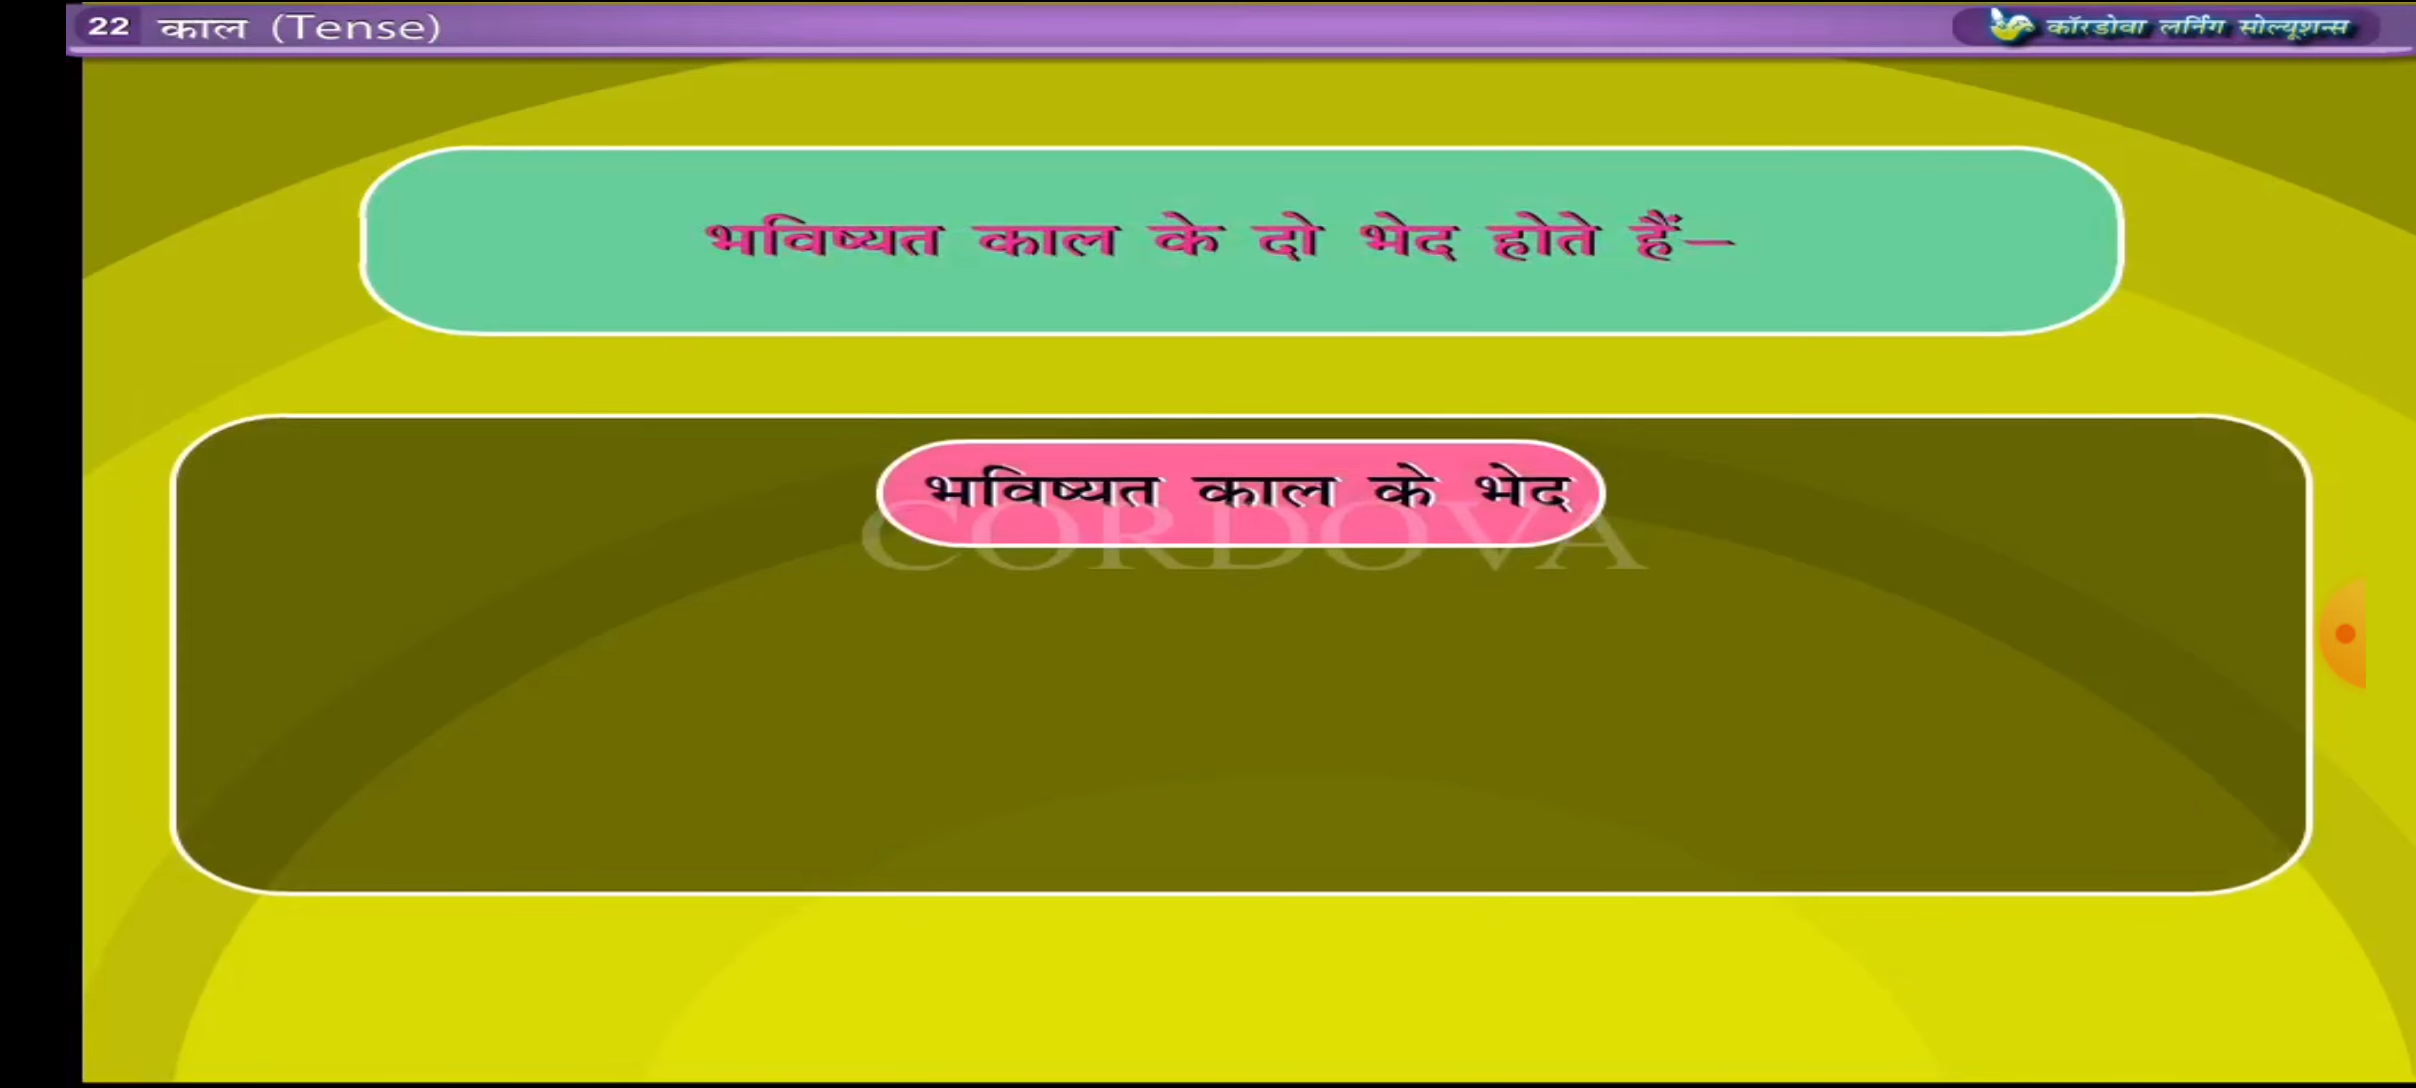 22 काल (Tense)
कॉरडोवा लर्निंग सोल्यूशन्स
भविष्यत काल के दो भेद होते हैं–
भविष्यत काल के भेद
CORDOVA